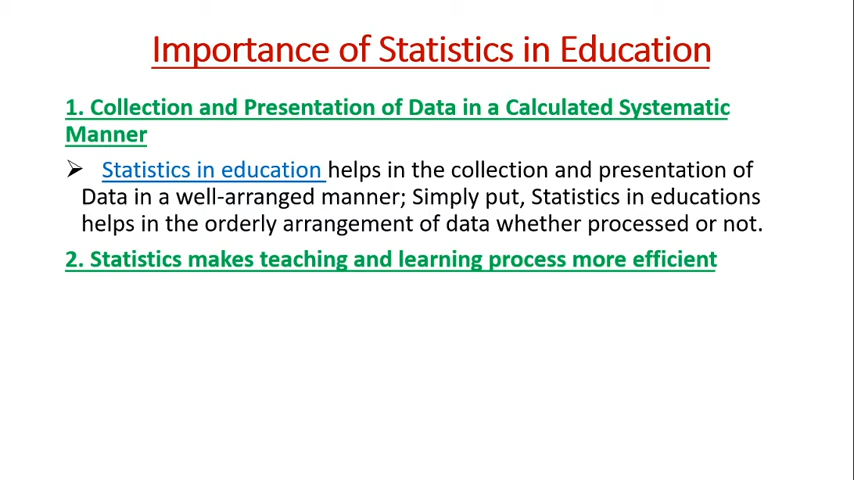 Importance of Statistics in Education
1. Collection and Presentation of Data in a Calculated Systematic
Manner
➢ Statistics in education helps in the collection and presentation of
Data in a well-arranged manner; Simply put, Statistics in educations
helps in the orderly arrangement of data whether processed or not.
2. Statistics makes teaching and learning process more efficient